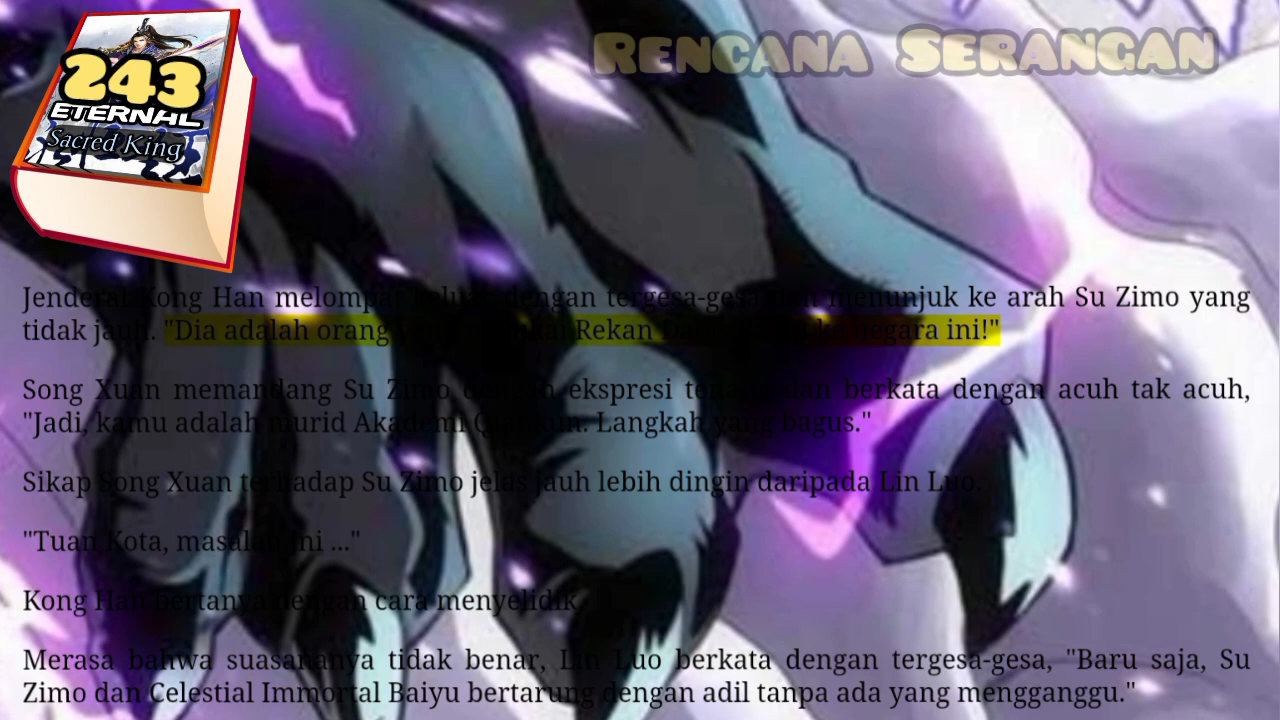 243
ETERNAL
Sacred King
RENCANA SERANGAN
Jenderal Kong Han melompat keluar dengan tergesa-gesa dan menunjuk ke arah Su Zimo yang
tidak jauh. "Dia adalah orang Rekan ke negara ini!"
Song Xuan memandang Su Zimo dengan ekspresi tenang dan berkata dengan acuh tak acuh,
"Jadi, kamu adalah murid Akademi Langkah yang bagus."
Sikap Song Xuan terhadap Su Zimo jelas jauh lebih dingin daripada Lin Luo.
"Tuan Kota, masalah ini ..."
Kong Han bertanya dengan cara menyelidik.
Merasa bahwa suasananya tidak benar, Lin Luo berkata dengan tergesa-gesa, "Baru saja, Su
Zimo dan Celestial Immortal Baiyu bertarung dengan adil tanpa ada yang mengganggu."